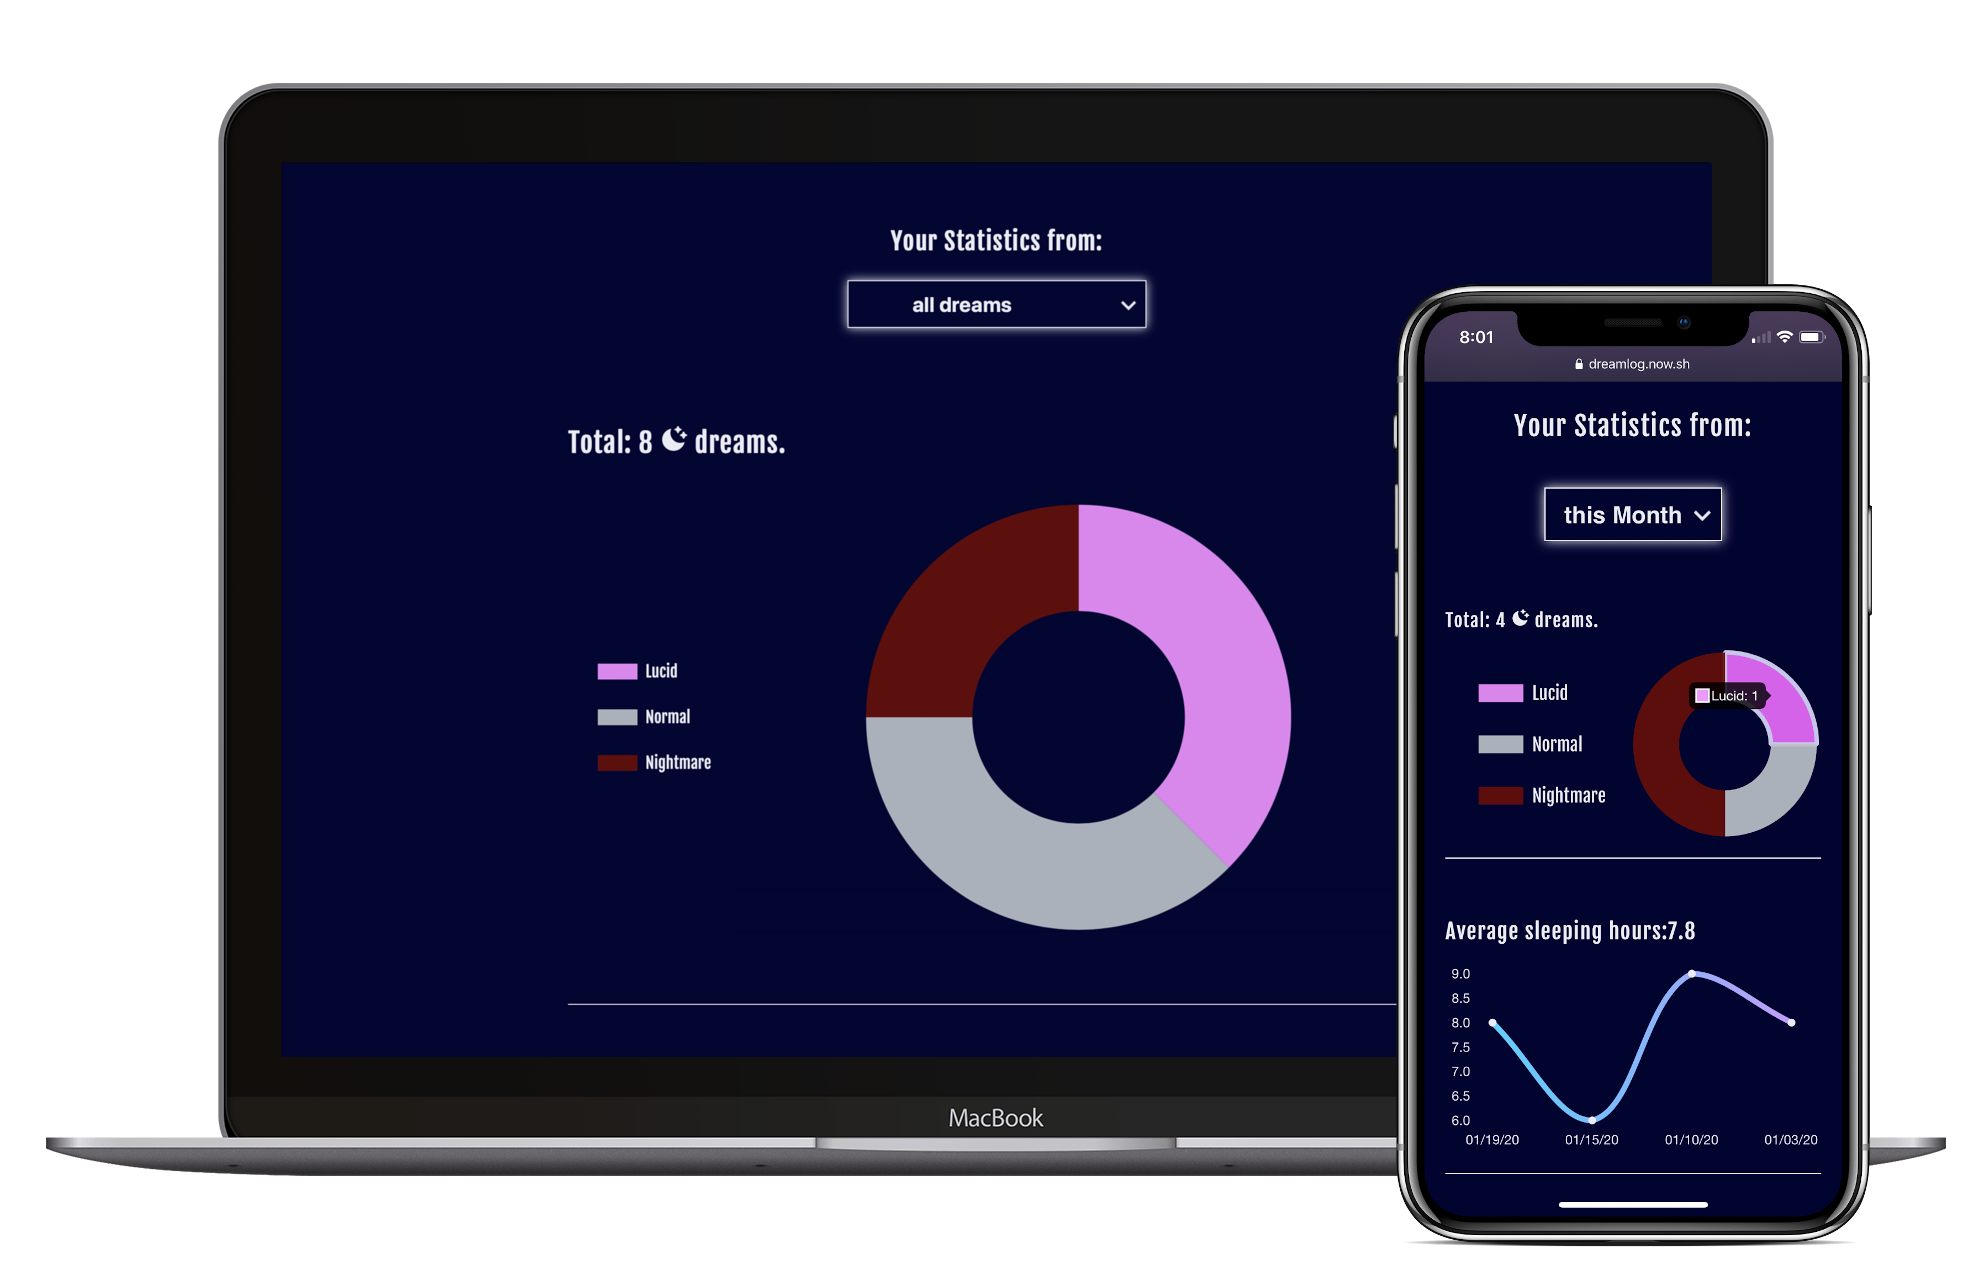 Your Statistics from:
all dreams
Total: 8 dreams.
Lucid
Normal
Nightmare
MacBook
8:01
dreamlog.now.sh
Your Statistics from:
this Month
Total: 4 dreams.
Lucid
Normal
Nightmare
Lucid: 1
Average sleeping hours:7.8
9.0
8.5
8.0
7.5
7.0
6.5
6.0
01/19/20 01/15/20 01/10/20 01/03/20